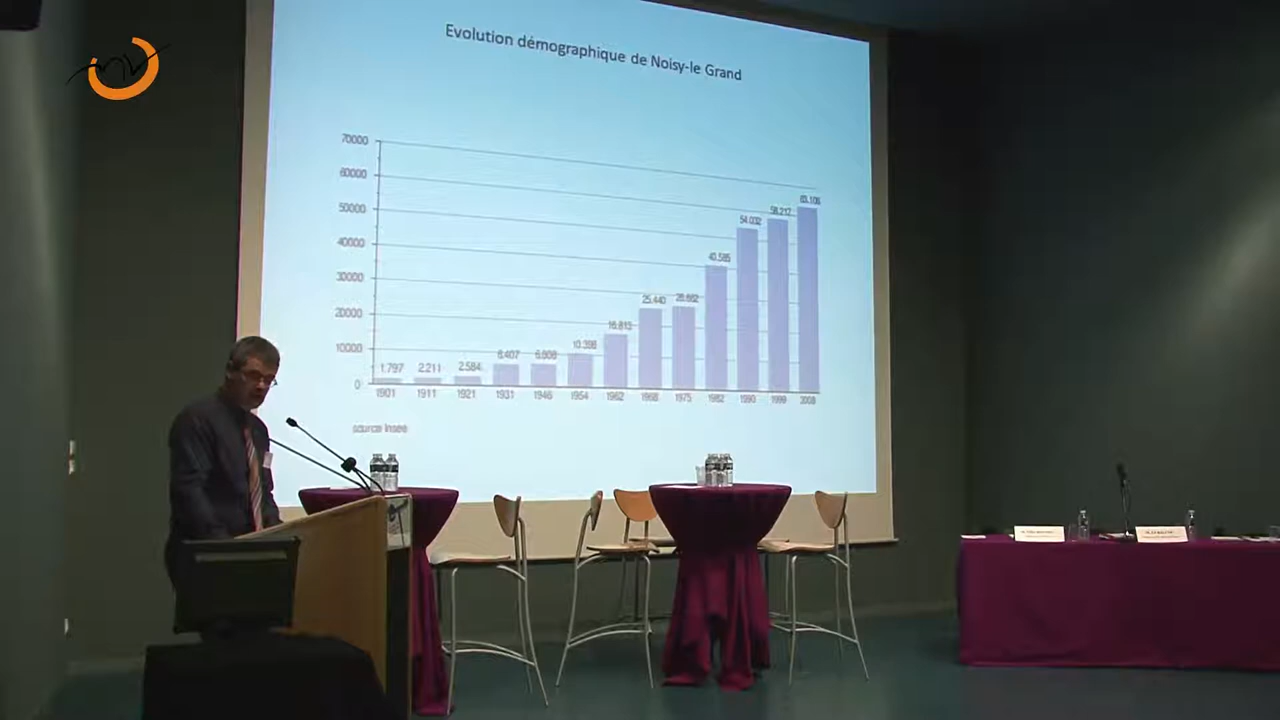 nv
Evolution démographique de Noisy-le Grand
70000
60000
50000
40000
30000
20000
10000
0
1.797 2.211 2.584 6.407 6.008 10.398 16.813 25.440 26.662 40.585 54.032 58.217 63.106
1901 1911 1921 1931 1946 1954 1962 1968 1975 1982 1990 1999 2008
source Insee